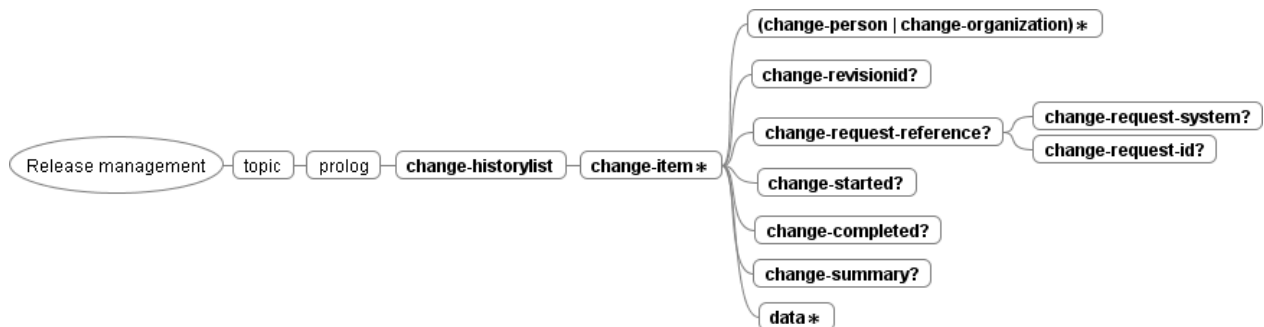 Release management
topic
prolog
change-historylist
change-item*
(change-person | change-organization)*
change-revisionid?
change-request-reference?
change-request-system?
change-request-id?
change-started?
change-completed?
change-summary?
data*